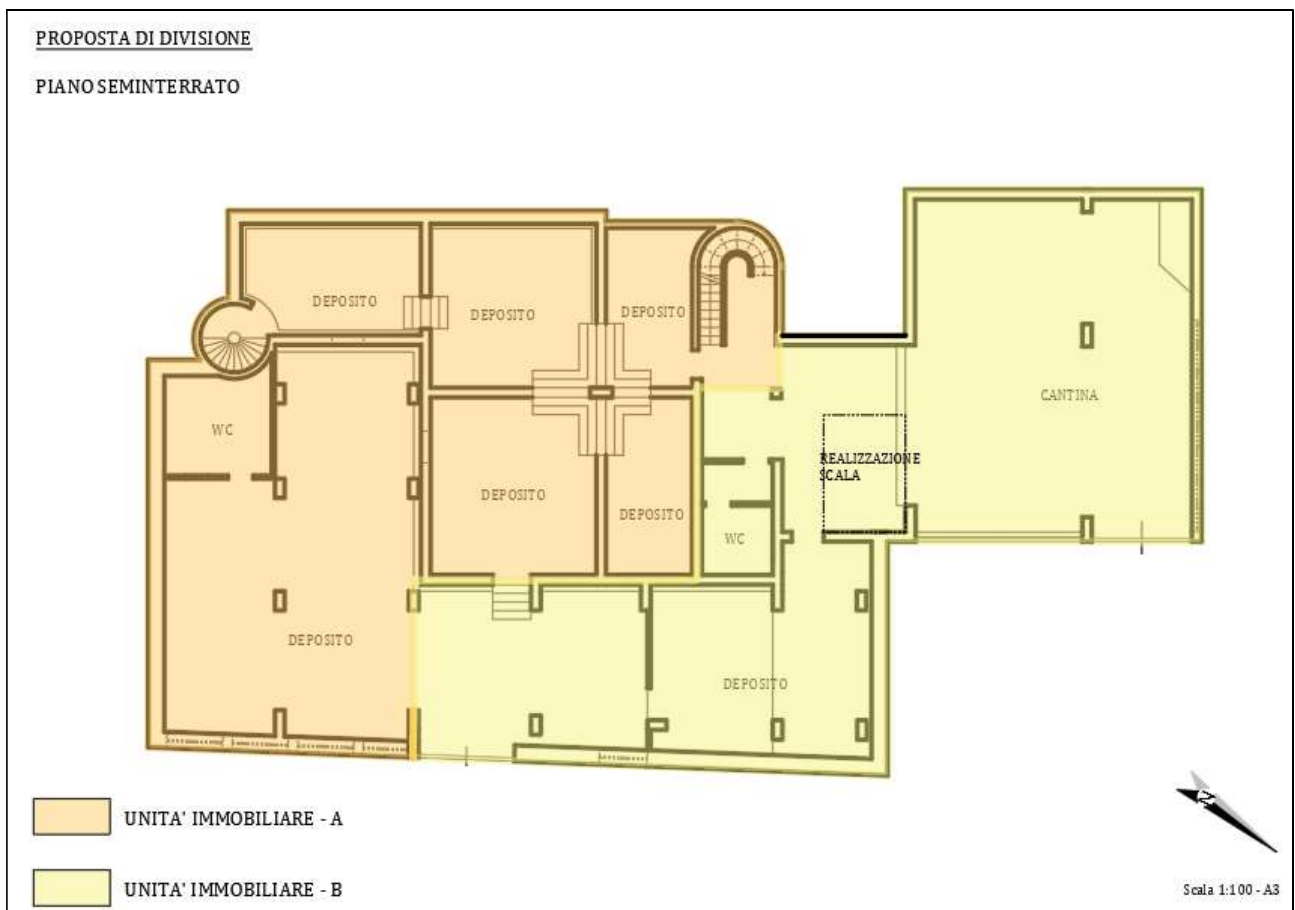 PROPOSTA DI DIVISIONE
PIANO SEMINTERRATO
DEPOSITO
DEPOSITO
DEPOSITO
CANTINA
WC
REALIZZAZIONE
SCALA
DEPOSITO
DEPOSITO
WC
DEPOSITO
DEPOSITO
N
UNITA' IMMOBILIARE - A
UNITA' IMMOBILIARE - B
Scala 1:100 - A3